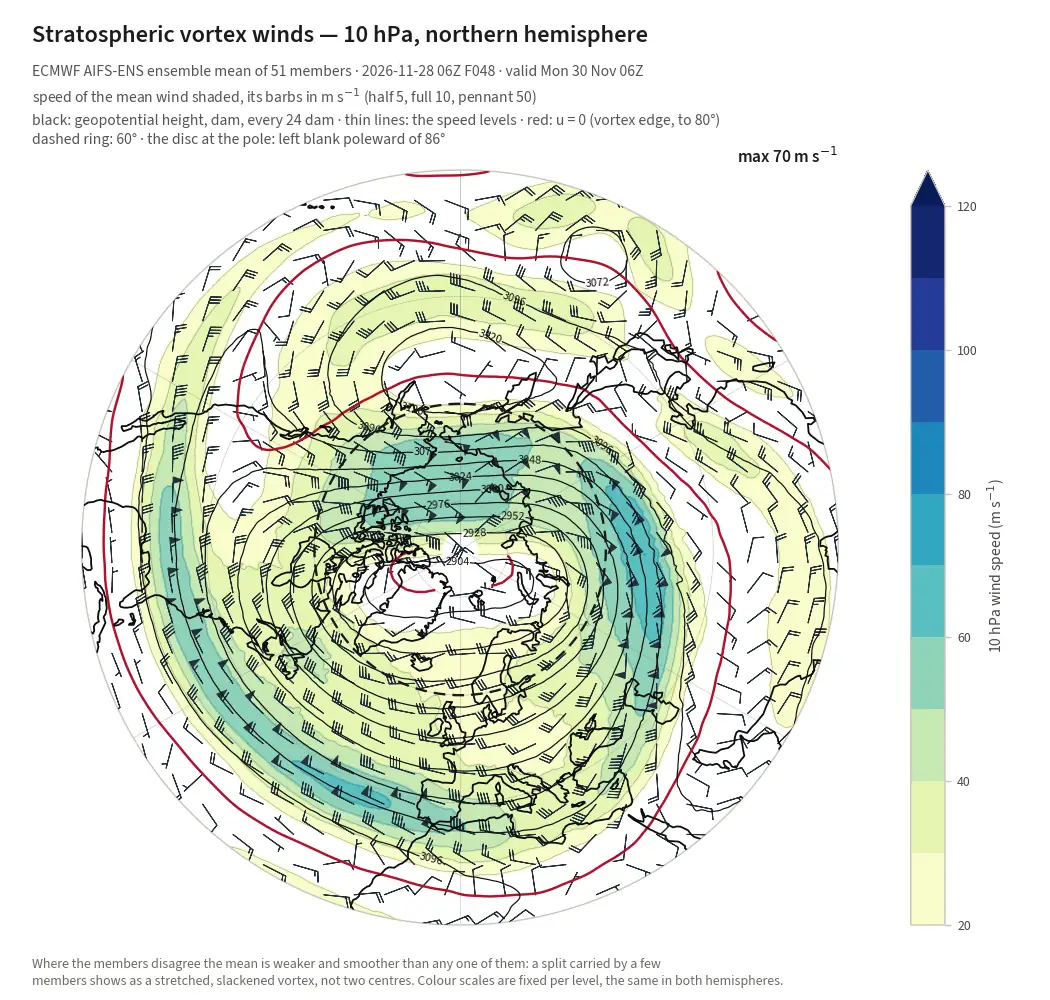 Stratospheric vortex winds — 10 hPa, northern hemisphere
ECMWF AIFS-ENS ensemble mean of 51 members · 2026-11-28 06Z F048 · valid Mon 30 Nov 06Z
speed of the mean wind shaded, its barbs in m s⁻¹ (half 5, full 10, pennant 50)
black: geopotential height, dam, every 24 dam · thin lines: the speed levels · red: u = 0 (vortex edge, to 80°)
dashed ring: 60° · the disc at the pole: left blank poleward of 86°
max 70 m s⁻¹
120
100
80
60
40
20
10 hPa wind speed (m s⁻¹)
3072
3096
3120
3096
3096
3072
3048
3024
3000
2976
2952
2928
2904
3096
Where the members disagree the mean is weaker and smoother than any one of them: a split carried by a few
members shows as a stretched, slackened vortex, not two centres. Colour scales are fixed per level, the same in both hemispheres.